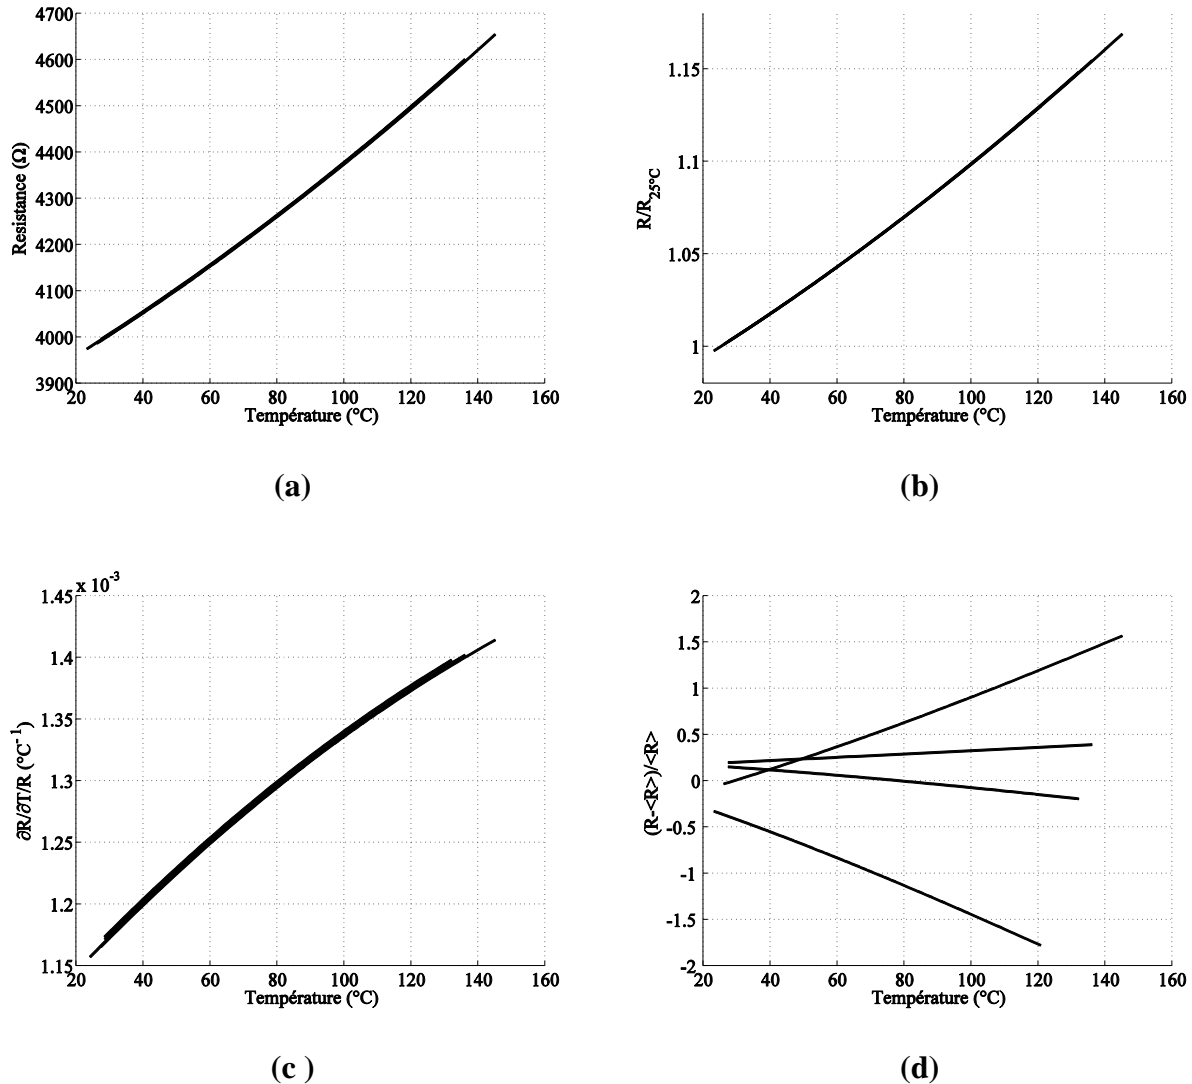 4700
4600
4500
4400
4300
4200
4100
4000
3900
Resistance (Ω)
20 40 60 80 100 120 140 160
Température (°C)
(a)
1.15
1.1
1.05
1
R/R25°C
20 40 60 80 100 120 140 160
Température (°C)
(b)
x 10-3
1.45
1.4
1.35
1.3
1.25
1.2
1.15
∂R/∂T/R (°C-1)
20 40 60 80 100 120 140 160
Température (°C)
(c )
2
1.5
1
0.5
0
-0.5
-1
-1.5
-2
(R-<R>)/<R>
20 40 60 80 100 120 140 160
Température (°C)
(d)